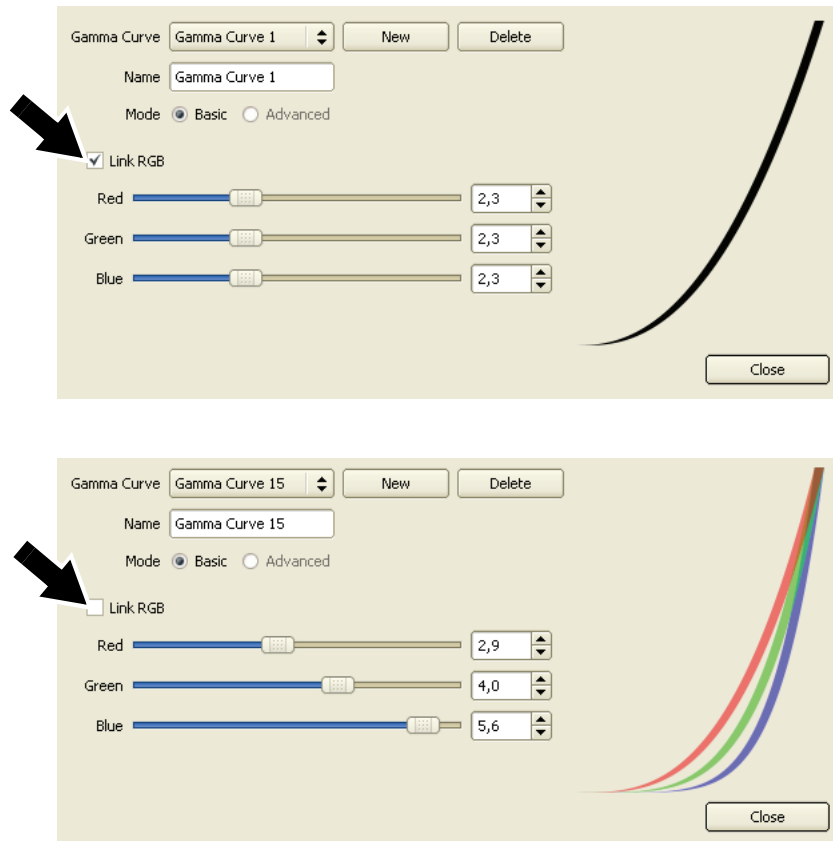 Gamma Curve Gamma Curve 1 New Delete
Name Gamma Curve 1
Mode Basic Advanced
Link RGB
Red 2,3
Green 2,3
Blue 2,3
Close
Gamma Curve Gamma Curve 15 New Delete
Name Gamma Curve 15
Mode Basic Advanced
Link RGB
Red 2,9
Green 4,0
Blue 5,6
Close